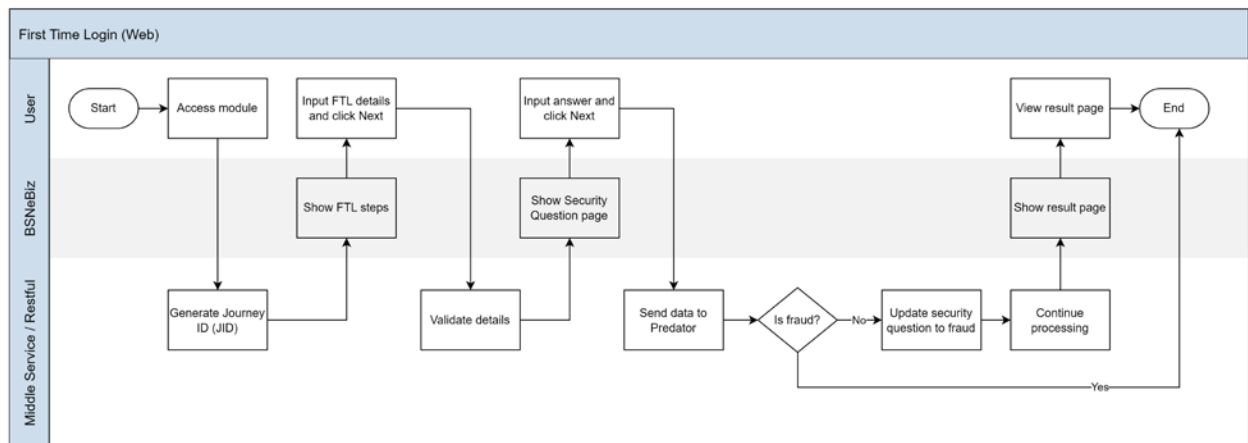 First Time Login (Web)
User
Start
Access module
Input FTL details
and click Next
Input answer and
click Next
View result page
End
BSNeBiz
Show FTL steps
Show Security
Question page
Show result page
Middle Service / Restful
Generate Journey
ID (JID)
Validate details
Send data to
Predator
Is fraud?
No
Update security
question to fraud
Continue
processing
Yes